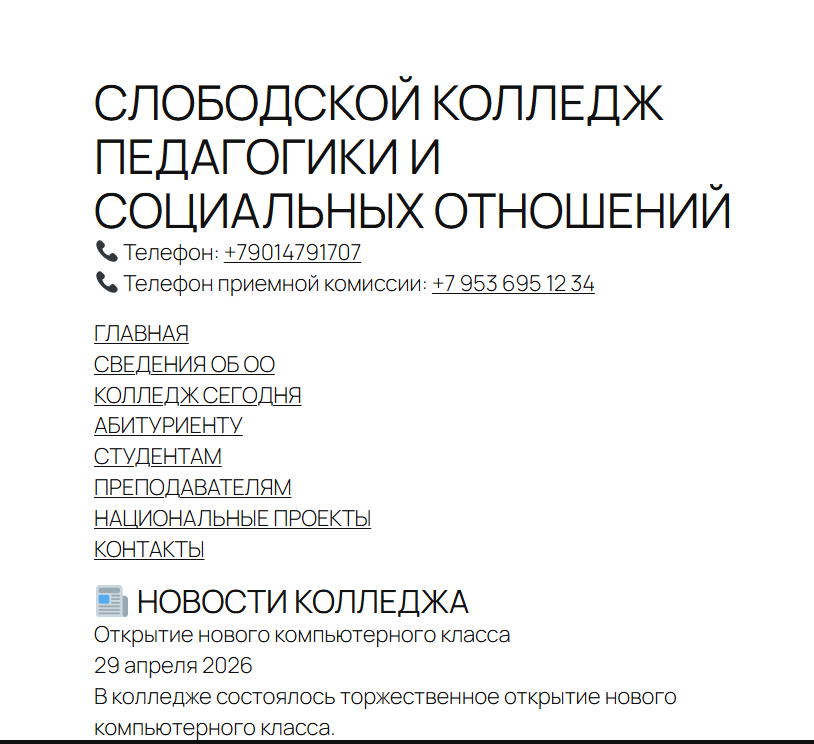 СЛОБОДСКОЙ КОЛЛЕДЖ
ПЕДАГОГИКИ И
СОЦИАЛЬНЫХ ОТНОШЕНИЙ
📞 Телефон: +79014791707
📞 Телефон приемной комиссии: +7 953 695 12 34
ГЛАВНАЯ
СВЕДЕНИЯ ОБ ОО
КОЛЛЕДЖ СЕГОДНЯ
АБИТУРИЕНТУ
СТУДЕНТАМ
ПРЕПОДАВАТЕЛЯМ
НАЦИОНАЛЬНЫЕ ПРОЕКТЫ
КОНТАКТЫ
📰 НОВОСТИ КОЛЛЕДЖА
Открытие нового компьютерного класса
29 апреля 2026
В колледже состоялось торжественное открытие нового
компьютерного класса.